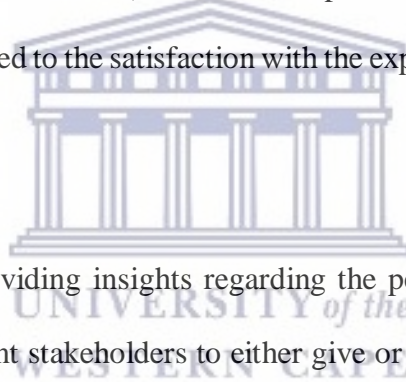 ed to the satisfaction with the exp
viding insights regarding the pe
UNIVERSITY of the
nt stakeholders to either give or
WESTERN CAPE